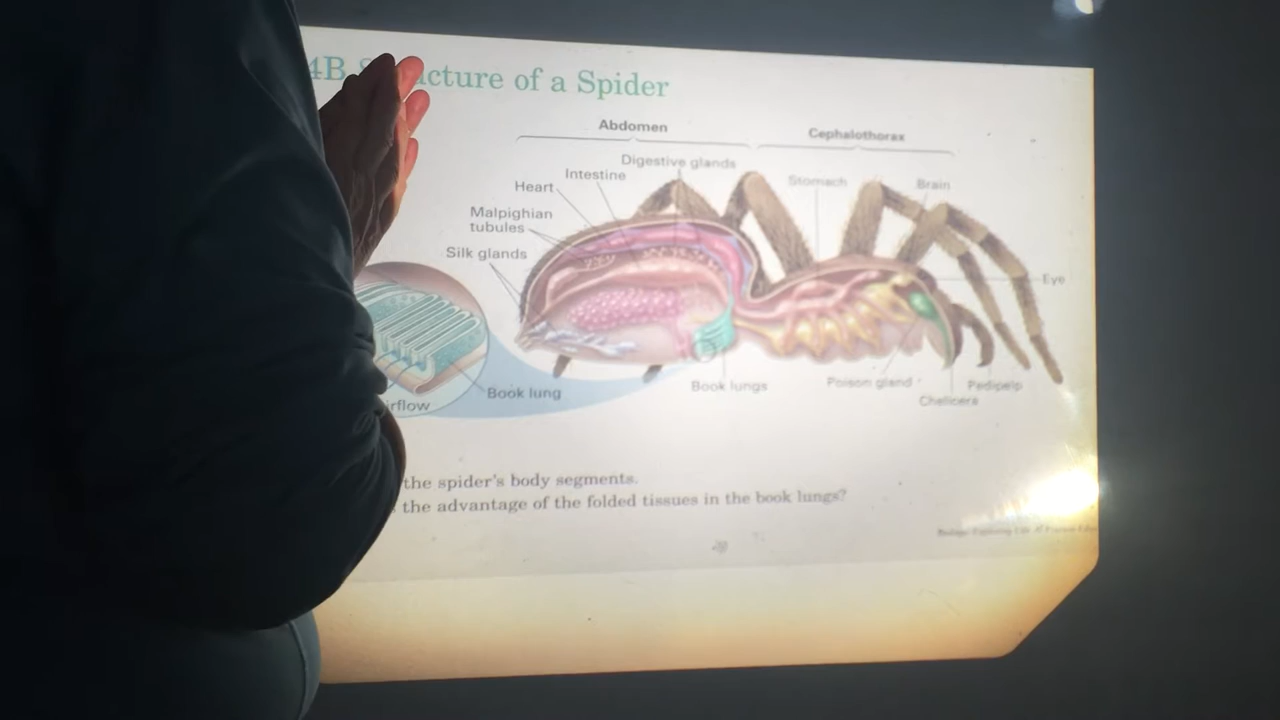 4B S ucture of a Spider
Abdomen
Cephalothorax
Digestive glands
Intestine
Stomach
Brain
Heart
Malpighian
tubules
Silk glands
Eye
Book lung
Book lungs
Poison gland
Pedipalp
Chelicera
irflow
the spider's body segments.
the advantage of the folded tissues in the book lungs?